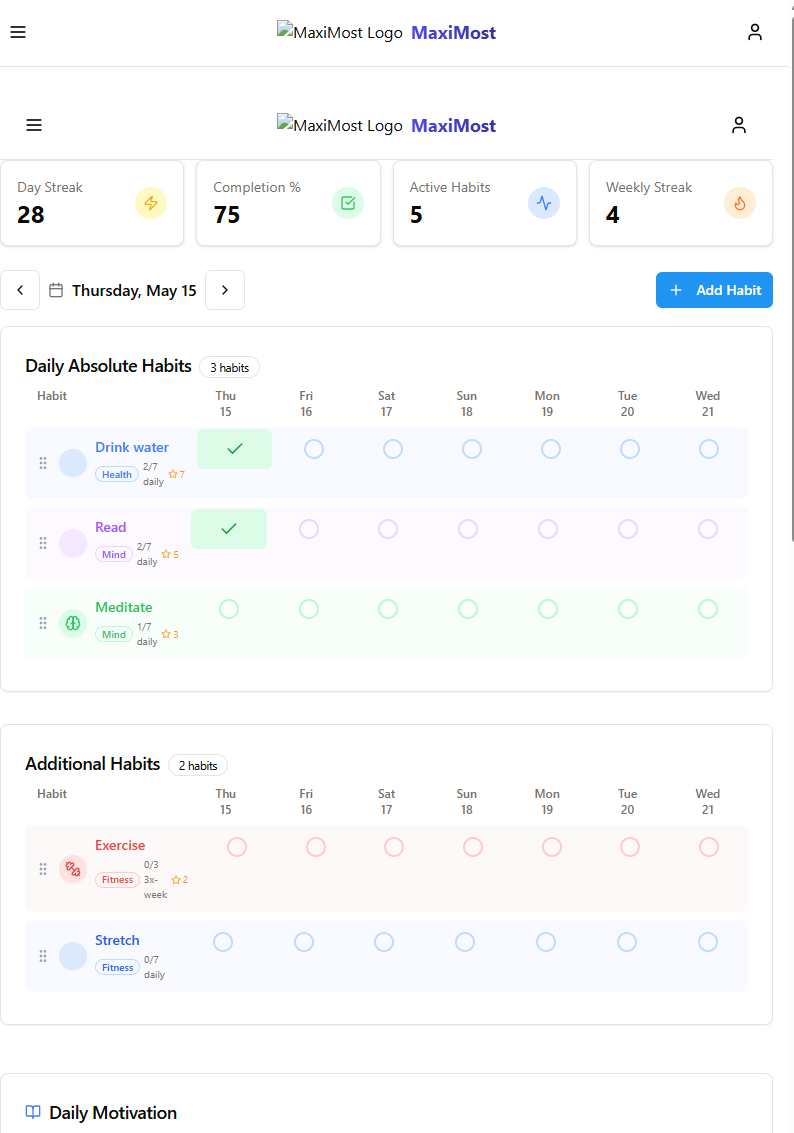 MaxiMost Logo MaxiMost
MaxiMost Logo MaxiMost
Day Streak
28
Completion %
75
Active Habits
5
Weekly Streak
4
Thursday, May 15
Add Habit
Daily Absolute Habits 3 habits
Habit Thu Fri Sat Sun Mon Tue Wed
15 16 17 18 19 20 21
Drink water
Health 2/7 daily 7
Read
Mind 2/7 daily 5
Meditate
Mind 1/7 daily 3
Additional Habits 2 habits
Habit Thu Fri Sat Sun Mon Tue Wed
15 16 17 18 19 20 21
Exercise
Fitness 0/3 3x-week 2
Stretch
Fitness 0/7 daily
Daily Motivation